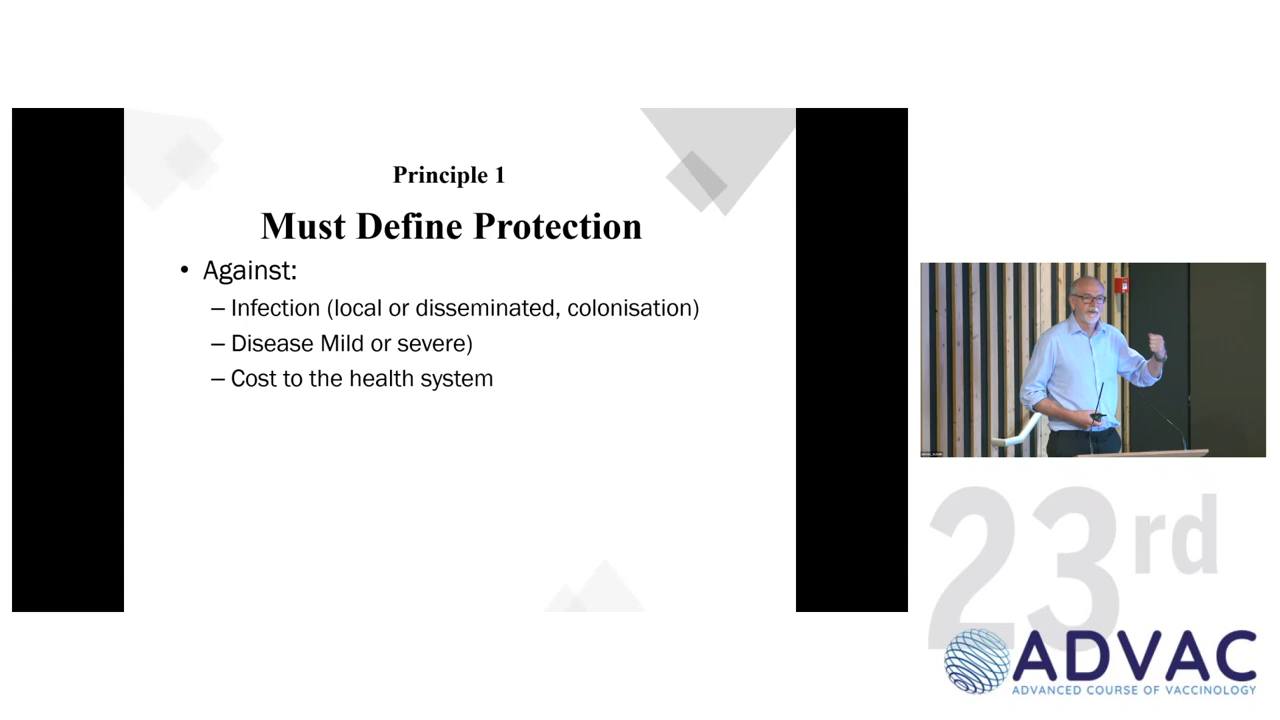 Principle 1
Must Define Protection
• Against:
– Infection (local or disseminated, colonisation)
– Disease Mild or severe)
– Cost to the health system
23rd
ADVAC
ADVANCED COURSE OF VACCINOLOGY